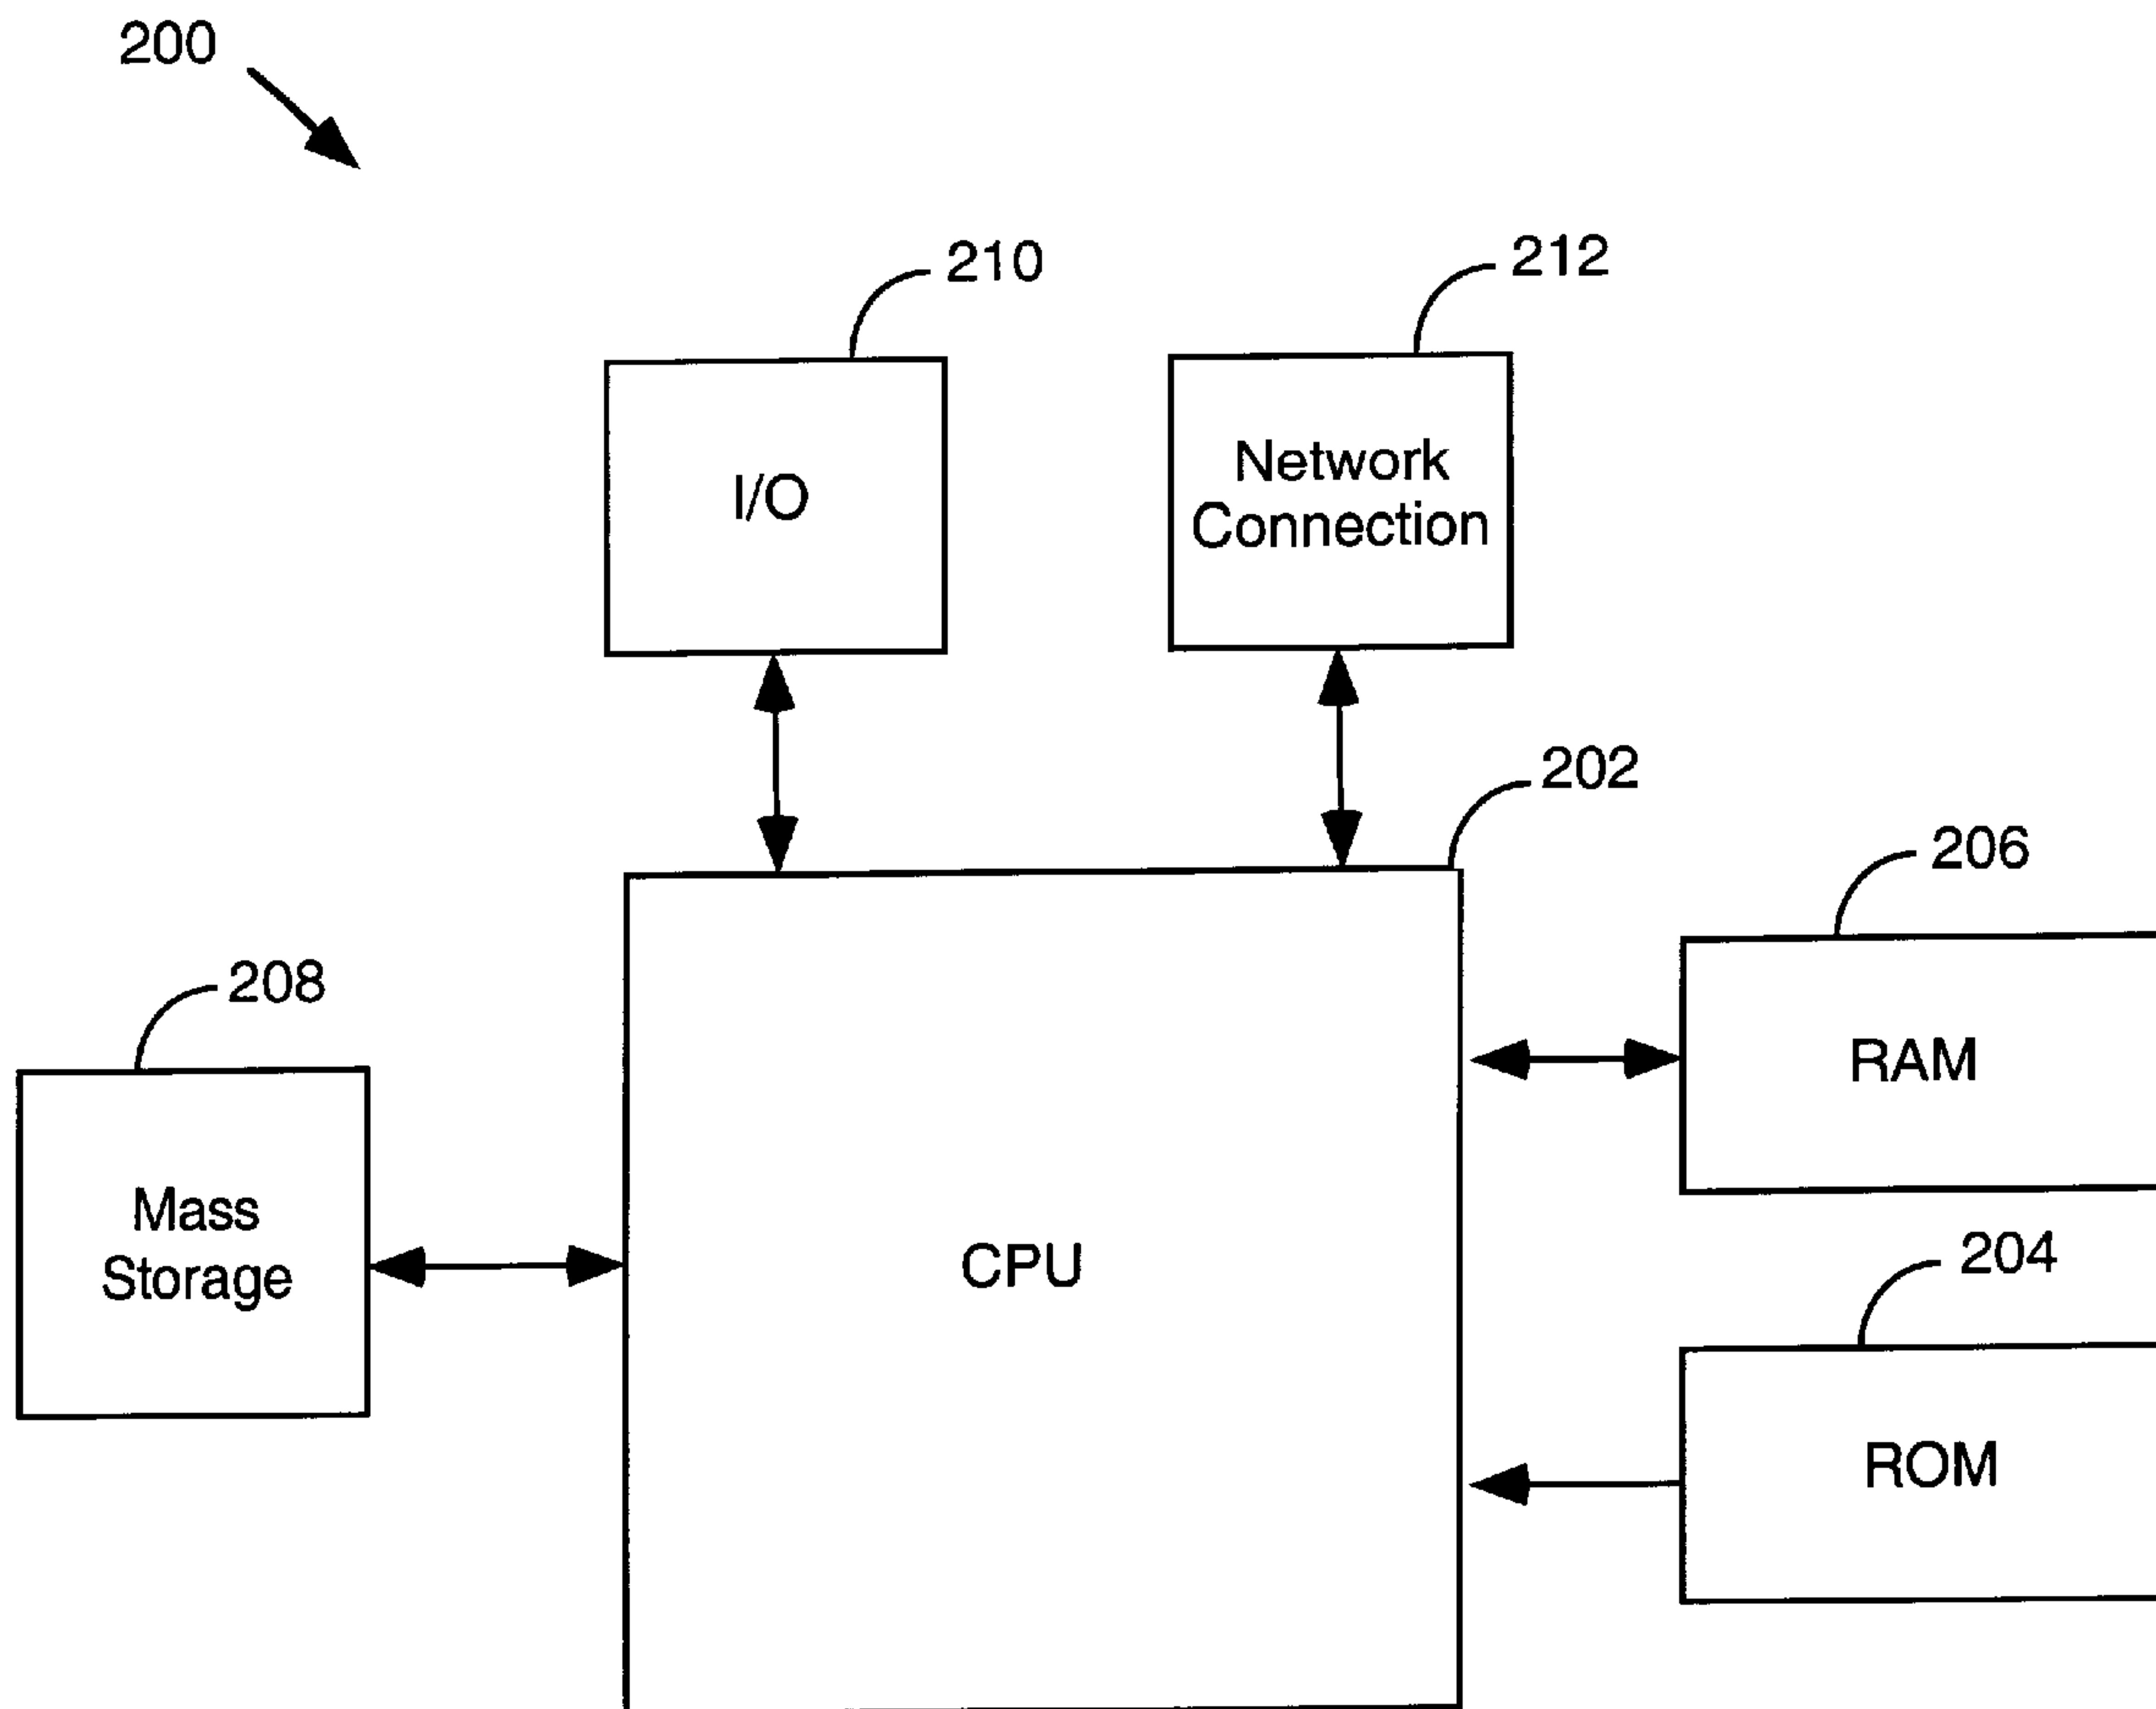 200
210
212
I/O
Network
Connection
202
206
208
RAM
Mass
Storage
CPU
204
ROM